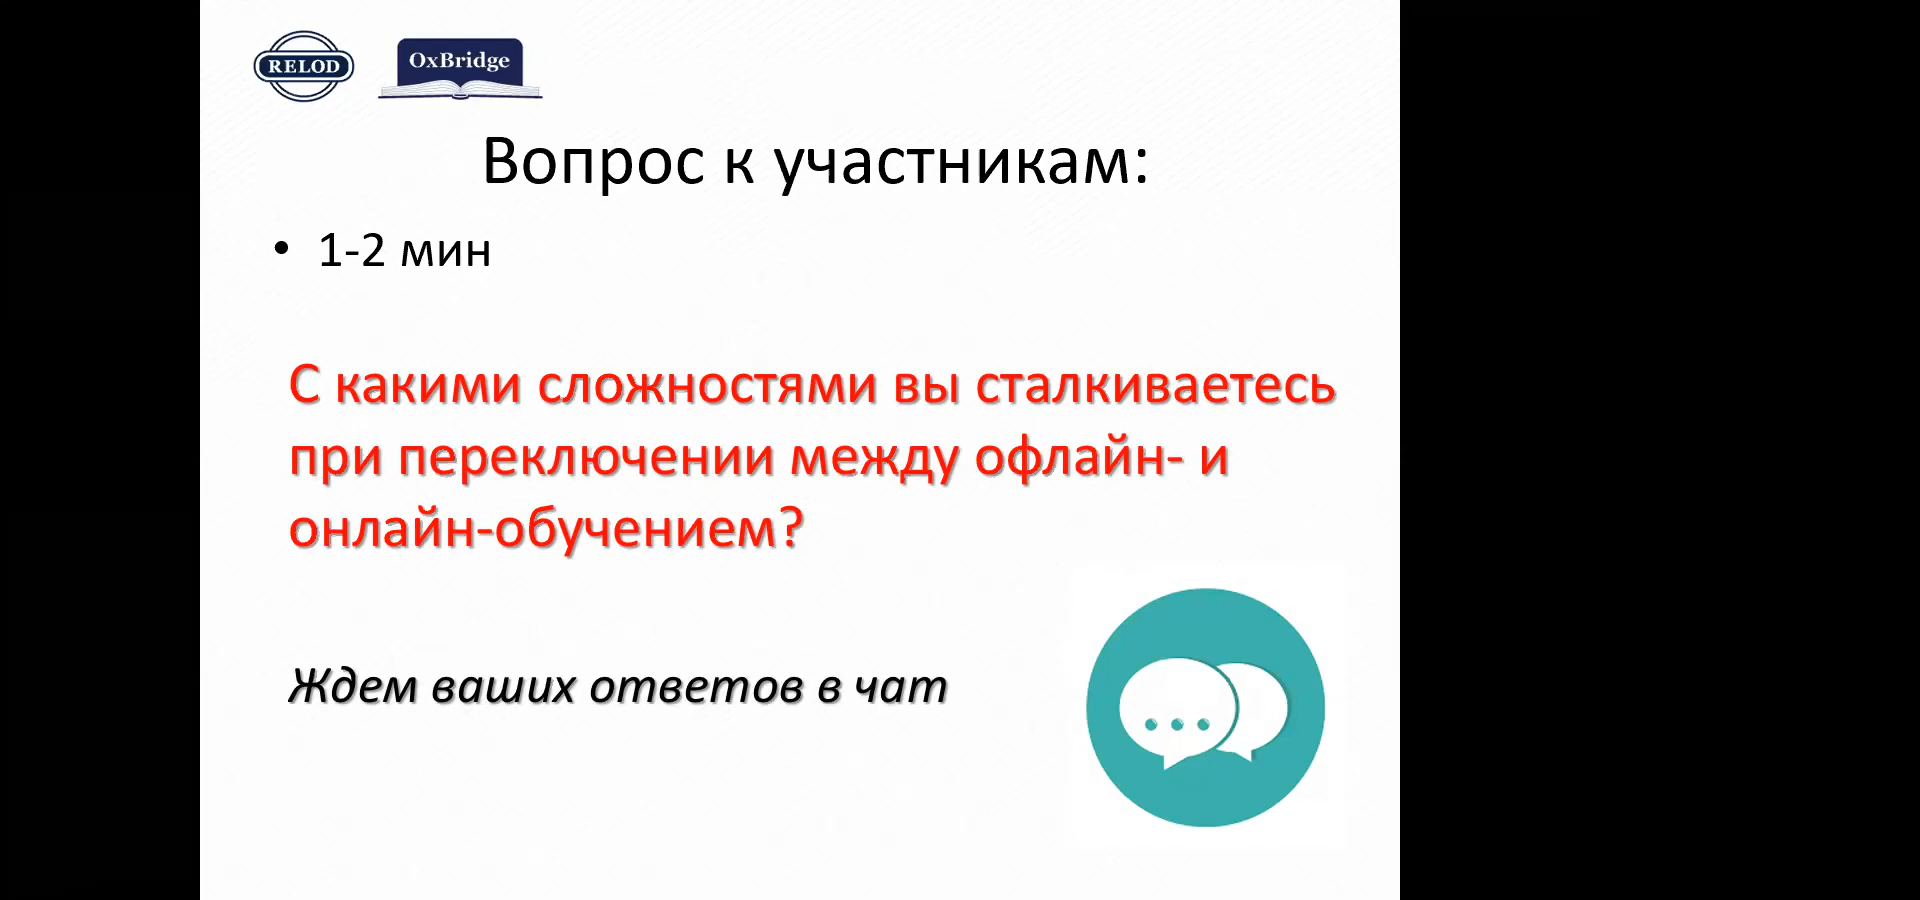 RELOD
OxBridge
Вопрос к участникам:
• 1-2 мин
С какими сложностями вы сталкиваетесь
при переключении между офлайн- и
онлайн-обучением?
Ждем ваших ответов в чат